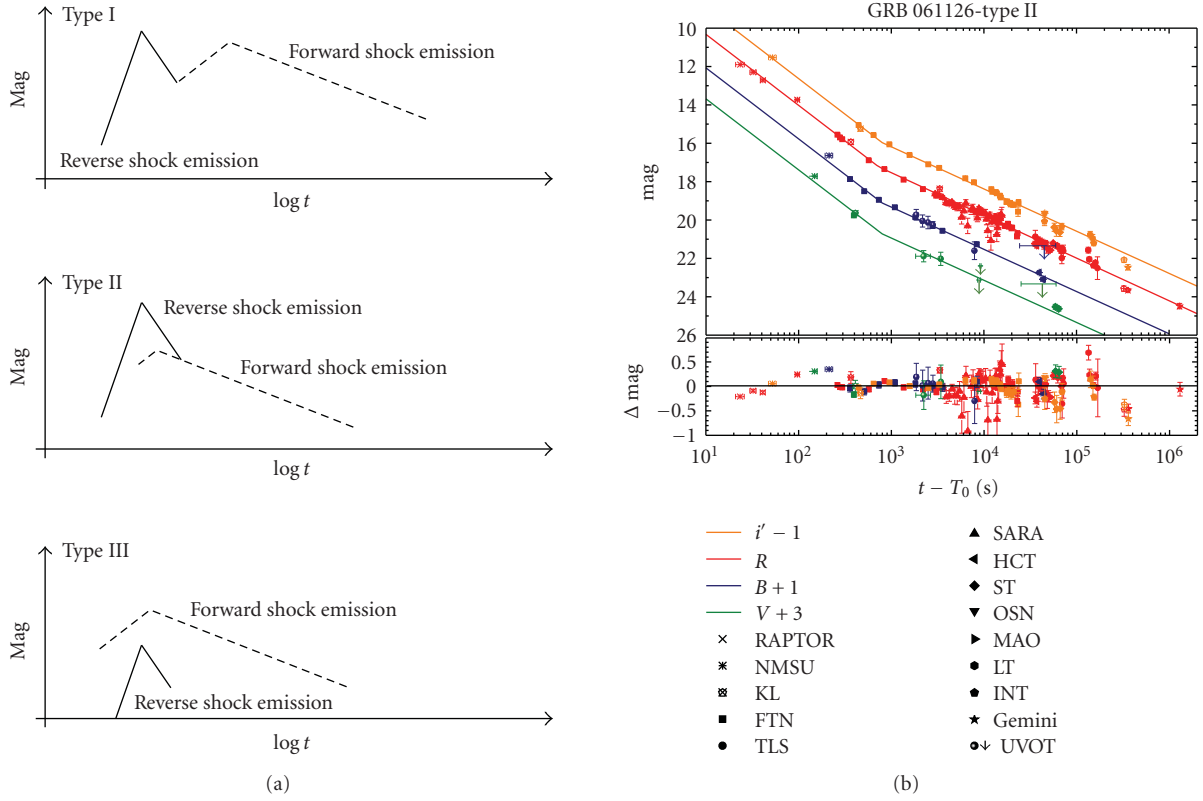 Type I
Forward shock emission
Mag
Reverse shock emission
log t
Type II
Reverse shock emission
Forward shock emission
Mag
log t
Type III
Forward shock emission
Mag
Reverse shock emission
log t
(a)
GRB 061126-type II
10
12
14
16
18
20
22
24
26
mag
0.5
0
−0.5
−1
Δ mag
10^1 10^2 10^3 10^4 10^5 10^6
t − T_0 (s)
i′ − 1
R
B + 1
V + 3
RAPTOR
NMSU
KL
FTN
TLS
SARA
HCT
ST
OSN
MAO
LT
INT
Gemini
UVOT
(b)